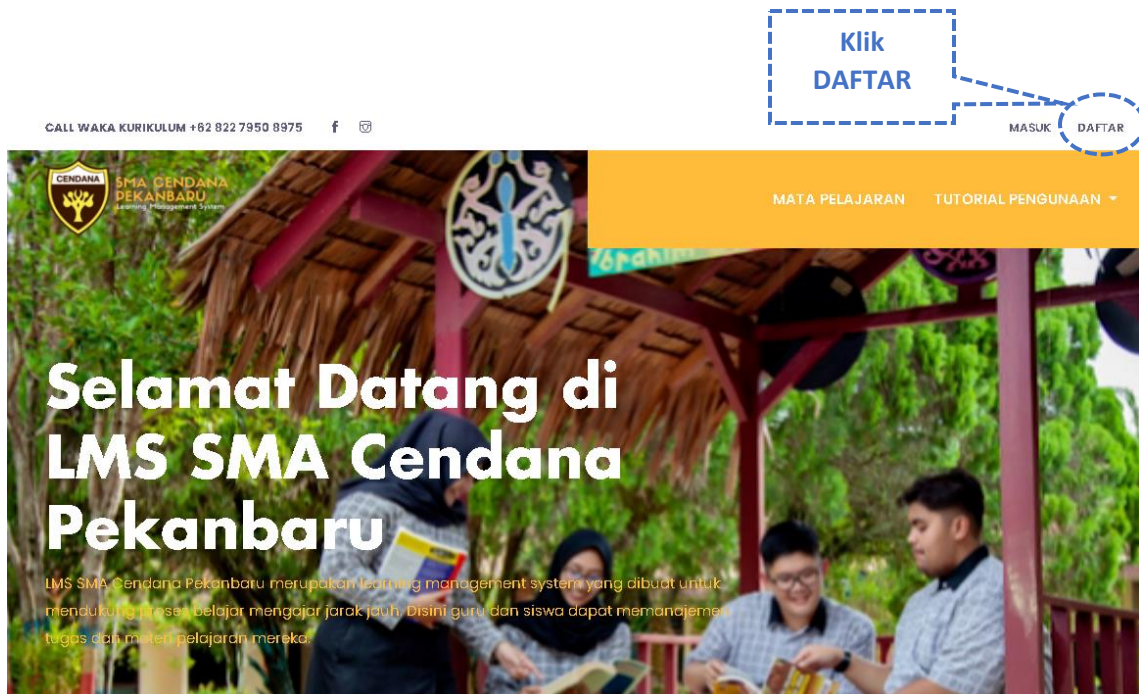 Klik
DAFTAR
CALL WAKA KURIKULUM +62 822 7950 8975
MASUK DAFTAR
CENDANA
SMA CENDANA
PEKANBARU
Learning Management System
MATA PELAJARAN TUTORIAL PENGUNAAN
Ibrahim
Selamat Datang di
LMS SMA Cendana
Pekanbaru
LMS SMA Cendana Pekanbaru merupakan learning management system yang dibuat untuk
mendukung proses belajar mengajar jarak jauh. Disini guru dan siswa dapat memanajemen
tugas dan materi pelajaran mereka.